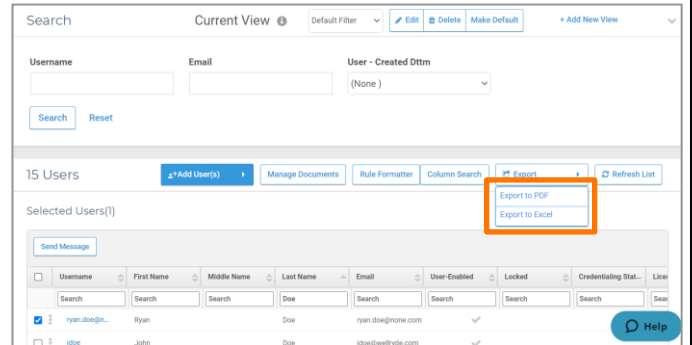 Search Current View Default Filter Edit Delete Make Default + Add New View
Username Email User - Created Dttm
(None )
Search Reset
15 Users +Add User(s) Manage Documents Rule Formatter Column Search Export Refresh List
Export to PDF
Selected Users(1)
Export to Excel
Send Message
Username First Name Middle Name Last Name Email User-Enabled Locked Credentialing Stat... Licen
Search Search Search Doe Search Search Search Search Sear
ryan.doe@n... Ryan Doe ryan.doe@none.com
Help
jdoe John Doe jdoe@wellryde.com